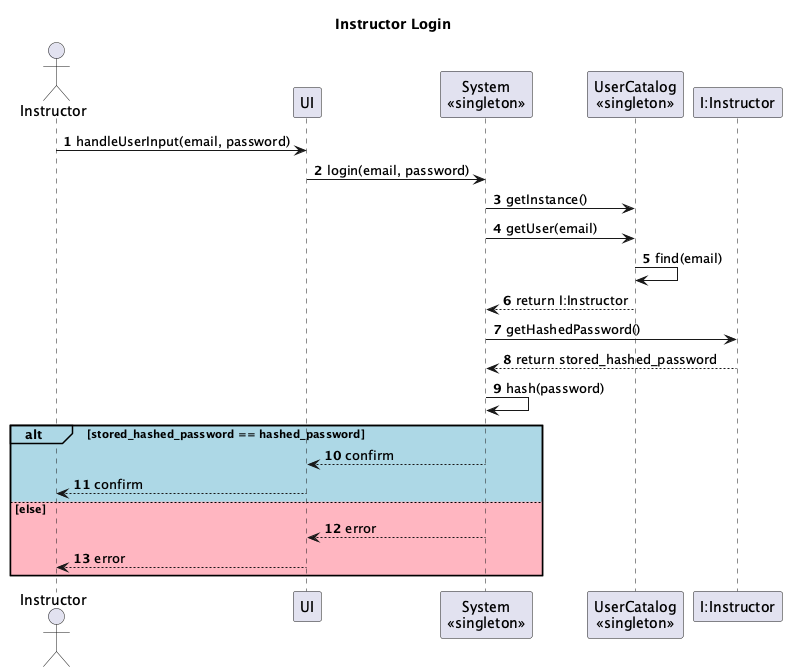 Instructor Login
Instructor
UI
System
«singleton»
UserCatalog
«singleton»
I:Instructor
1 handleUserInput(email, password)
2 login(email, password)
3 getInstance()
4 getUser(email)
5 find(email)
6 return I:Instructor
7 getHashedPassword()
8 return stored_hashed_password
9 hash(password)
alt [stored_hashed_password == hashed_password]
10 confirm
11 confirm
[else]
12 error
13 error
Instructor
UI
System
«singleton»
UserCatalog
«singleton»
I:Instructor